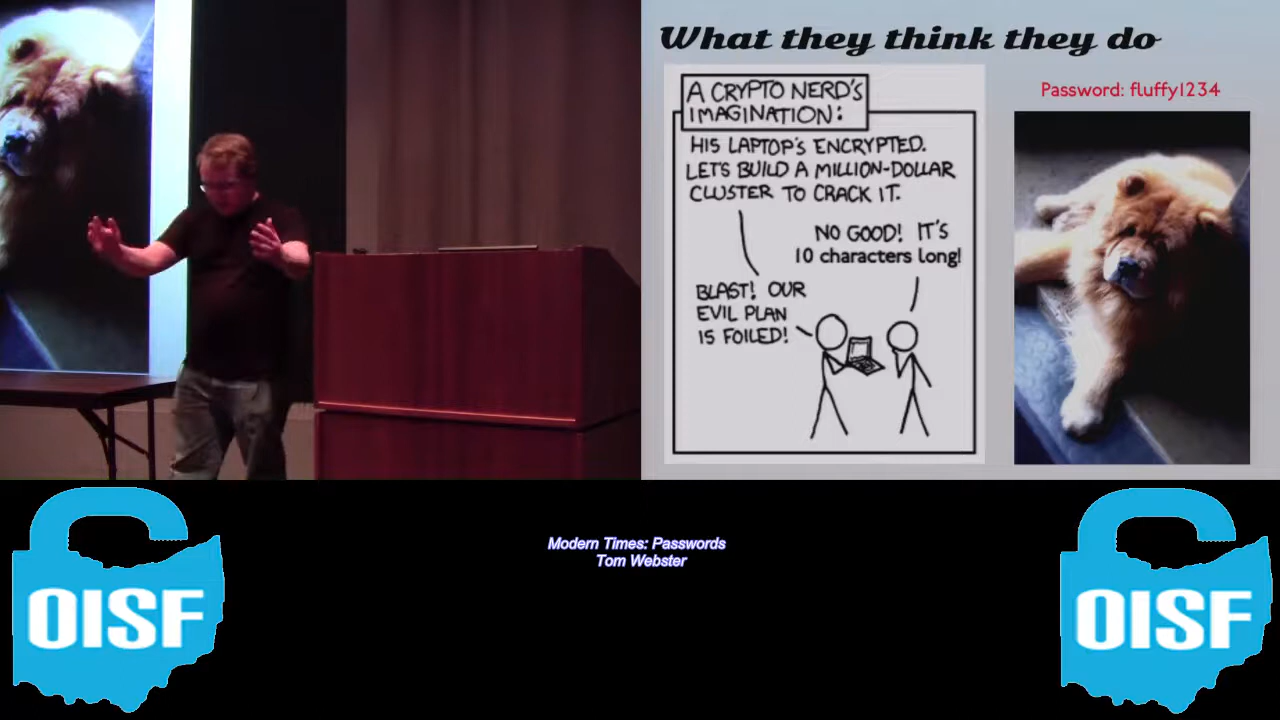 What they think they do
A CRYPTO NERD'S
IMAGINATION:
HIS LAPTOP'S ENCRYPTED.
LET'S BUILD A MILLION-DOLLAR
CLUSTER TO CRACK IT.
NO GOOD! IT'S
10 characters long!
BLAST! OUR
EVIL PLAN
IS FOILED!
Password: fluffy1234
Modern Times: Passwords
Tom Webster
OISF
OISF